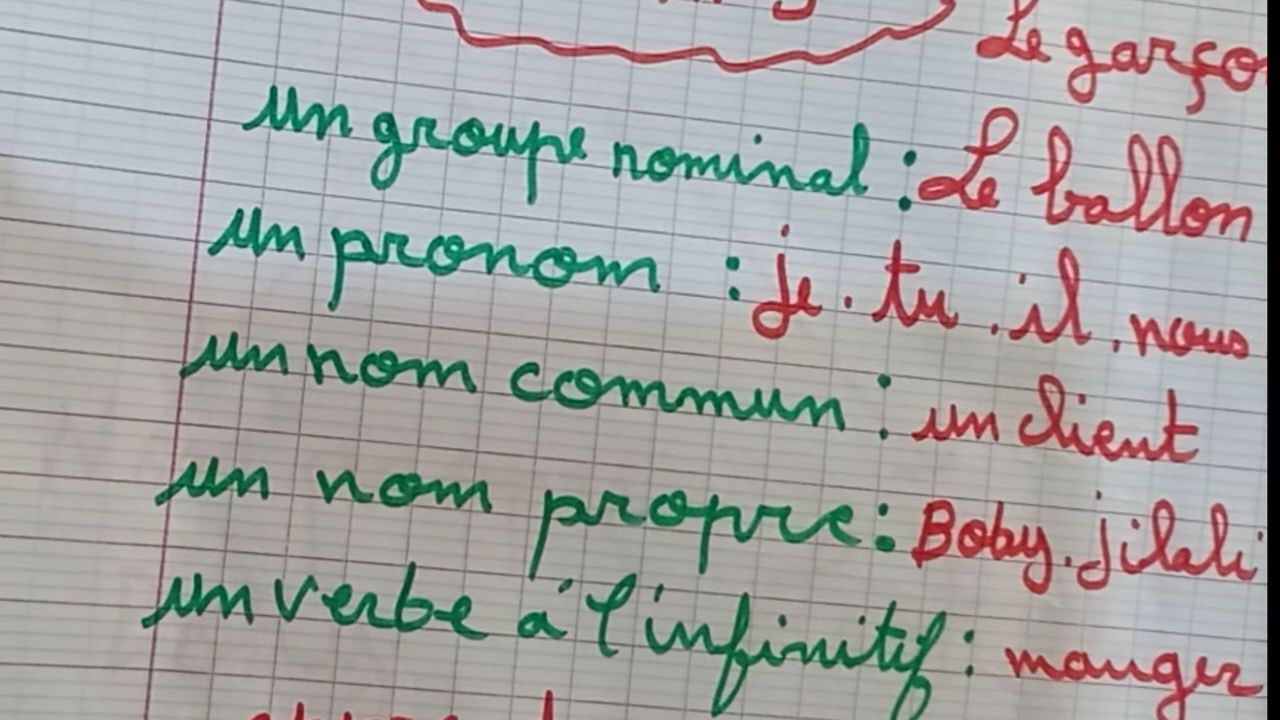 Le garço
un groupe nominal : Le ballon
un pronom : je . tu . il . nous
un nom commun : un client
un nom propre : Boby . jilali
un verbe á l'infinitif : manger